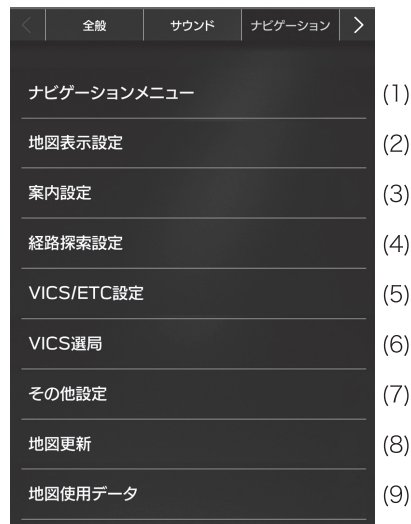 全般 サウンド ナビゲーション
ナビゲーションメニュー (1)
地図表示設定 (2)
案内設定 (3)
経路探索設定 (4)
VICS/ETC設定 (5)
VICS選局 (6)
その他設定 (7)
地図更新 (8)
地図使用データ (9)